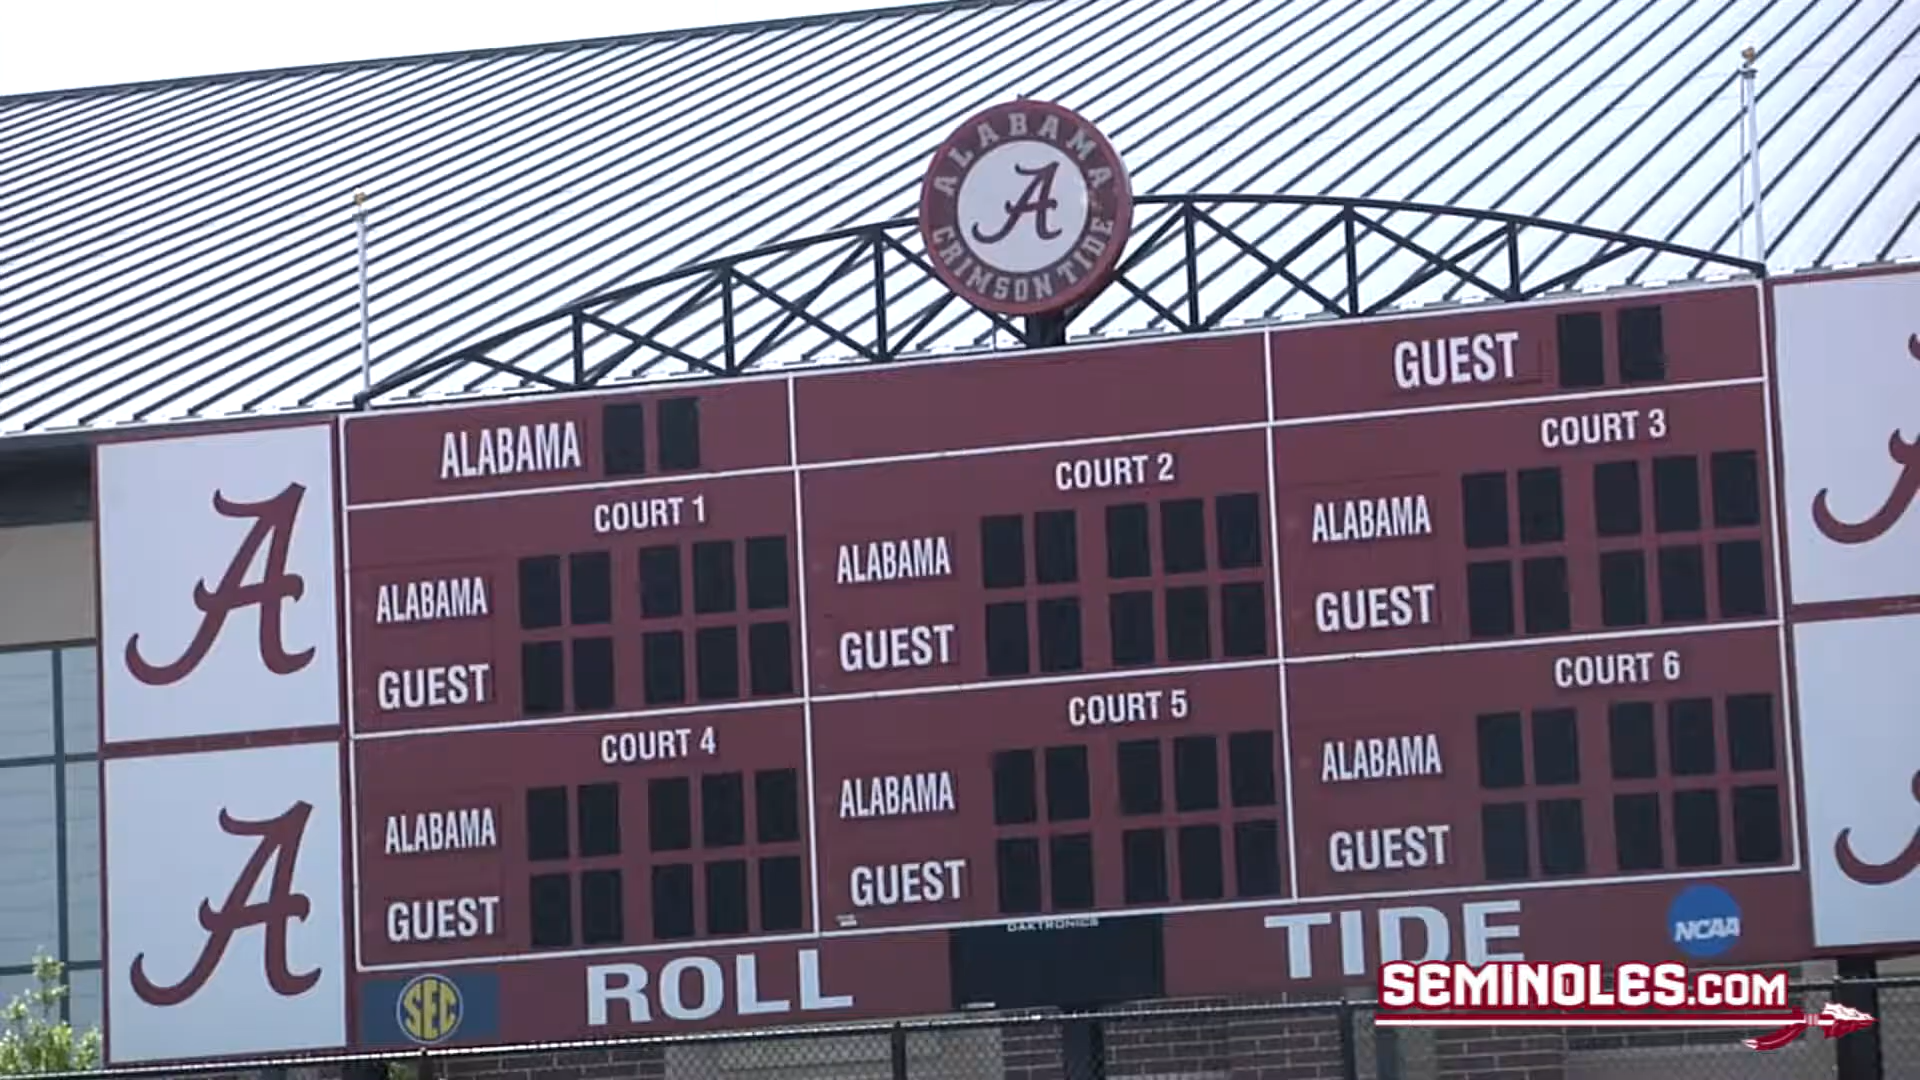 ALABAMA
A
CRIMSON TIDE
ALABAMA
GUEST
COURT 1
COURT 2
COURT 3
ALABAMA
ALABAMA
ALABAMA
GUEST
GUEST
GUEST
COURT 4
COURT 5
COURT 6
ALABAMA
ALABAMA
ALABAMA
GUEST
GUEST
GUEST
A
A
DAKTRONICS
SEC
ROLL
TIDE
NCAA
SEMINOLES.COM